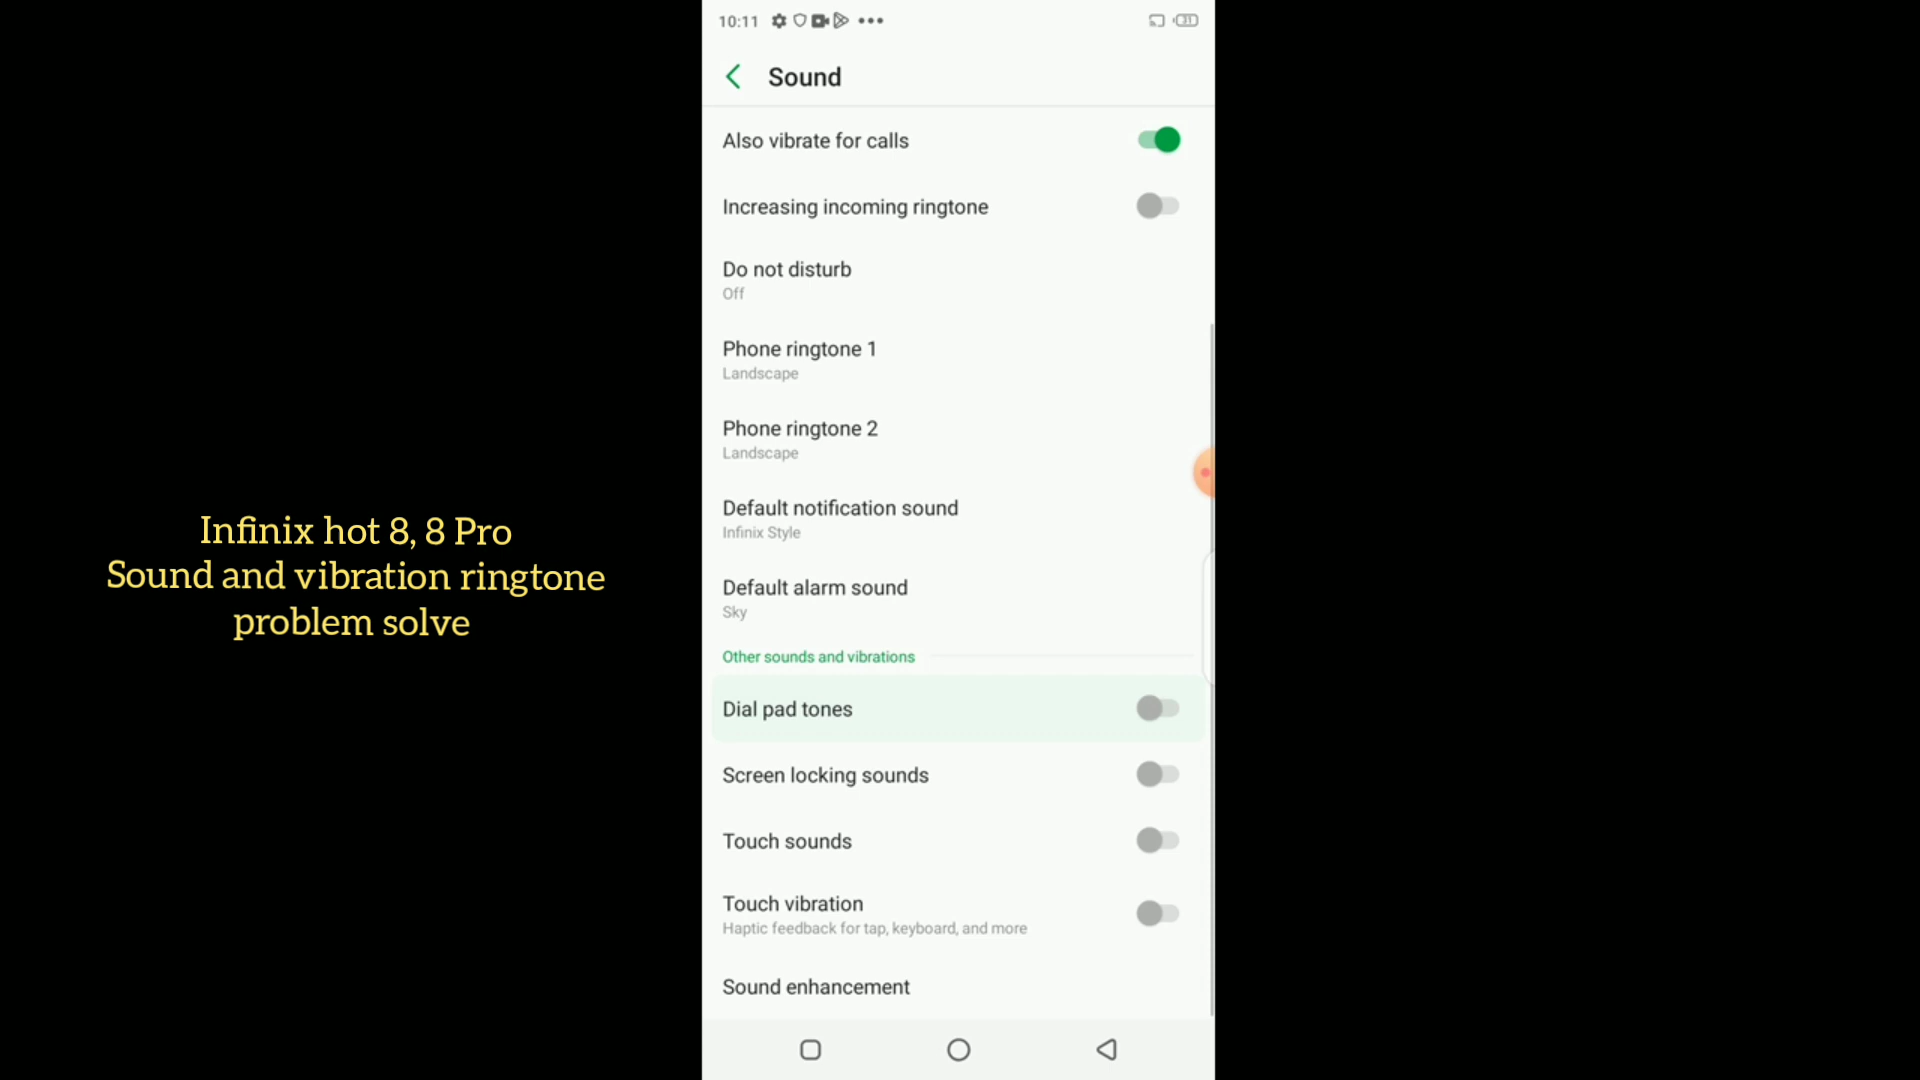 10:11
31
Sound
Also vibrate for calls
Increasing incoming ringtone
Do not disturb
Off
Phone ringtone 1
Landscape
Phone ringtone 2
Landscape
Default notification sound
Infinix Style
Default alarm sound
Sky
Other sounds and vibrations
Dial pad tones
Screen locking sounds
Touch sounds
Touch vibration
Haptic feedback for tap, keyboard, and more
Sound enhancement
Infinix hot 8, 8 Pro
Sound and vibration ringtone
problem solve